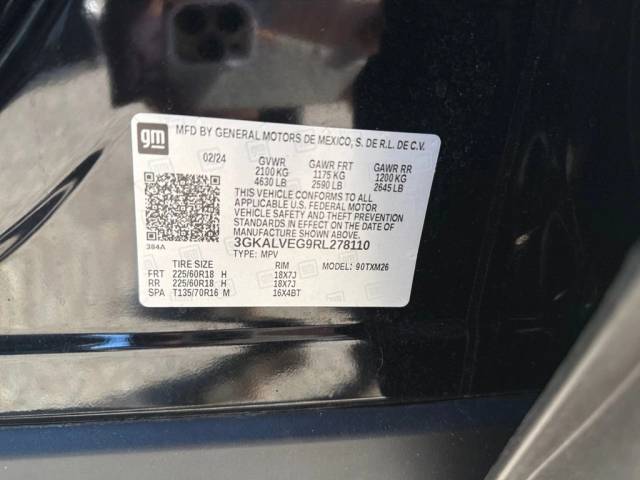 gm
MFD BY GENERAL MOTORS DE MEXICO, S. DE R.L. DE C.V.
02/24 GVWR GAWR FRT GAWR RR
2100 KG 1175 KG 1200 KG
4630 LB 2590 LB 2645 LB
THIS VEHICLE CONFORMS TO ALL
APPLICABLE U.S. FEDERAL MOTOR
VEHICLE SAFETY AND THEFT PREVENTION
STANDARDS IN EFFECT ON THE DATE OF
MANUFACTURE SHOWN ABOVE.
384A 3GKALVEG9RL278110
TYPE: MPV
TIRE SIZE RIM MODEL: 90TXM26
FRT 225/60R18 H 18X7J
RR 225/60R18 H 18X7J
SPA T135/70R16 M 16X4BT